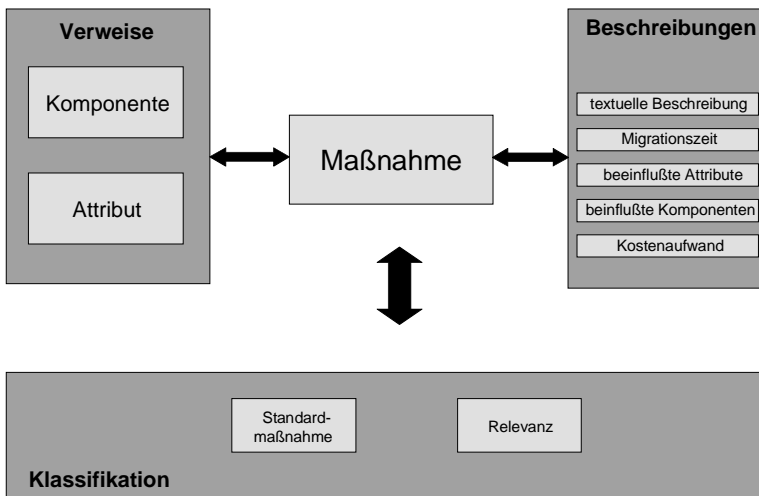 Verweise
Komponente
Attribut
Maßnahme
Beschreibungen
textuelle Beschreibung
Migrationszeit
beeinflußte Attribute
beinflußte Komponenten
Kostenaufwand
Standard-
maßnahme
Relevanz
Klassifikation